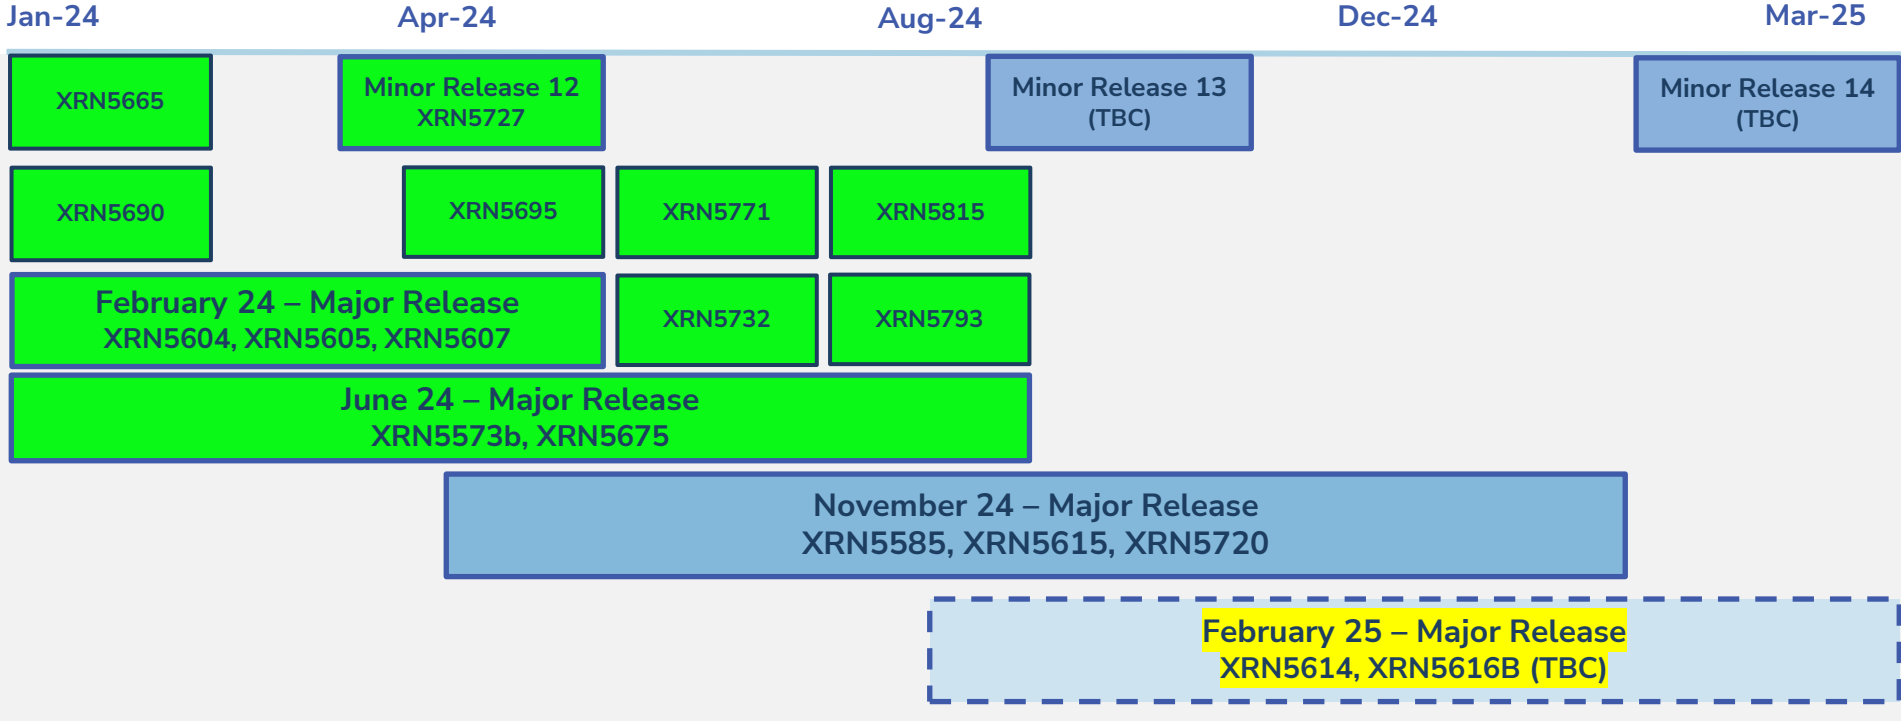 Jan-24
Apr-24
Aug-24
Dec-24
Mar-25
XRN5665
Minor Release 12
XRN5727
Minor Release 13
(TBC)
Minor Release 14
(TBC)
XRN5690
XRN5695
XRN5771
XRN5815
February 24 – Major Release
XRN5604, XRN5605, XRN5607
XRN5732
XRN5793
June 24 – Major Release
XRN5573b, XRN5675
November 24 – Major Release
XRN5585, XRN5615, XRN5720
February 25 – Major Release
XRN5614, XRN5616B (TBC)